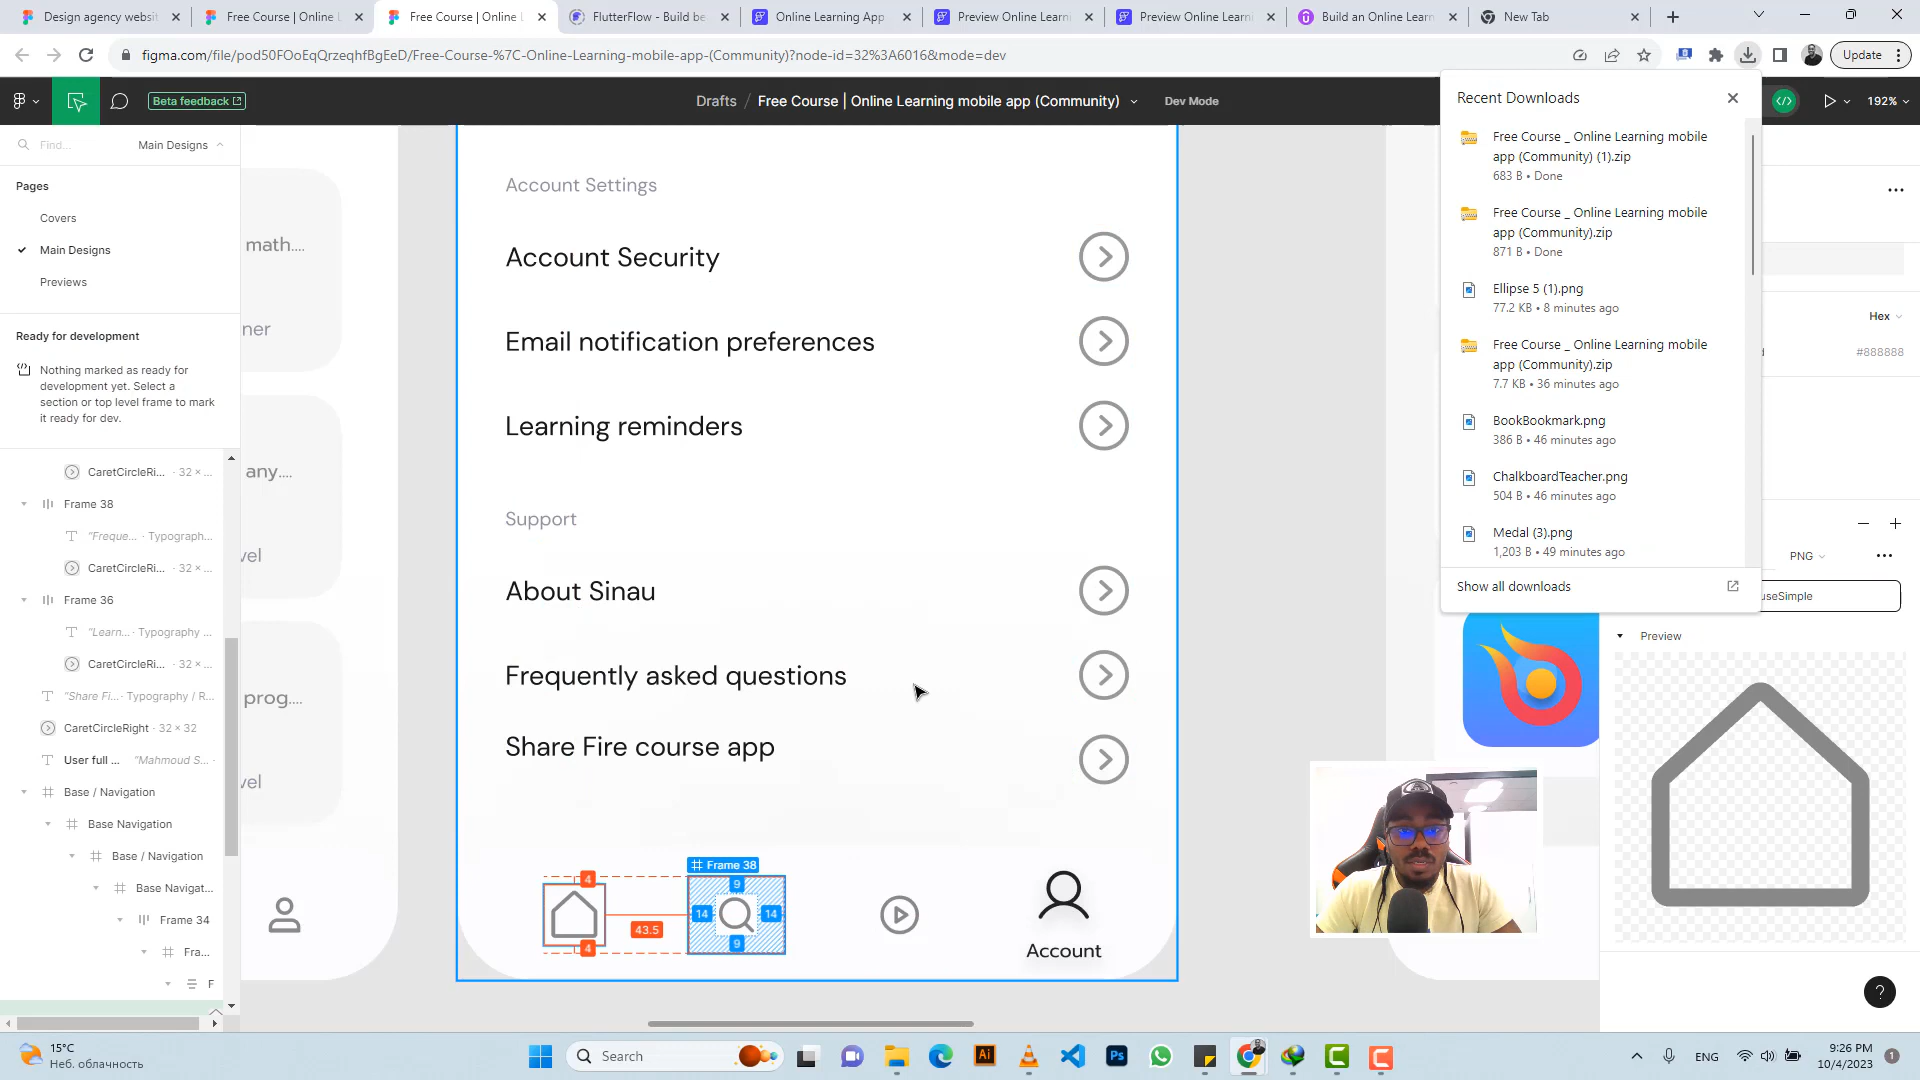 Design agency websi
Free Course | Online L
Free Course | Online L
FlutterFlow - Build be
Online Learning App
Preview Online Learni
Preview Online Learni
Build an Online Learn
New Tab
figma.com/file/pod50FOoEqQrzeqhfBgEeD/Free-Course-%7C-Online-Learning-mobile-app-(Community)?node-id=32%3A6016&mode=dev
Update
Beta feedback
Drafts / Free Course | Online Learning mobile app (Community)
Dev Mode
192%
Find...
Main Designs
Pages
Covers
Main Designs
Previews
Ready for development
Nothing marked as ready for
development yet. Select a
section or top level frame to mark
it ready for dev.
CaretCircleRi... · 32 × ...
Frame 38
"Freque... · Typograph...
CaretCircleRi... · 32 × ...
Frame 36
"Learn... · Typography ...
CaretCircleRi... · 32 × ...
"Share Fi... · Typography / R...
CaretCircleRight · 32 × 32
User full ... "Mahmoud S... ·
Base / Navigation
Base Navigation
Base / Navigation
Base Navigat...
Frame 34
Fra...
F
math....
ner
any....
vel
prog....
vel
Account Settings
Account Security
Email notification preferences
Learning reminders
Support
About Sinau
Frequently asked questions
Share Fire course app
Frame 38
4
9
14
14
43.5
4
9
Account
Recent Downloads
Free Course _ Online Learning mobile
app (Community) (1).zip
683 B • Done
Free Course _ Online Learning mobile
app (Community).zip
871 B • Done
Ellipse 5 (1).png
77.2 KB • 8 minutes ago
Free Course _ Online Learning mobile
app (Community).zip
7.7 KB • 36 minutes ago
BookBookmark.png
386 B • 46 minutes ago
ChalkboardTeacher.png
504 B • 46 minutes ago
Medal (3).png
1,203 B • 49 minutes ago
Show all downloads
Hex
#888888
PNG
useSimple
Preview
?
15°C
Неб. облачность
Search
Ai
Ps
ENG
9:26 PM
10/4/2023
1